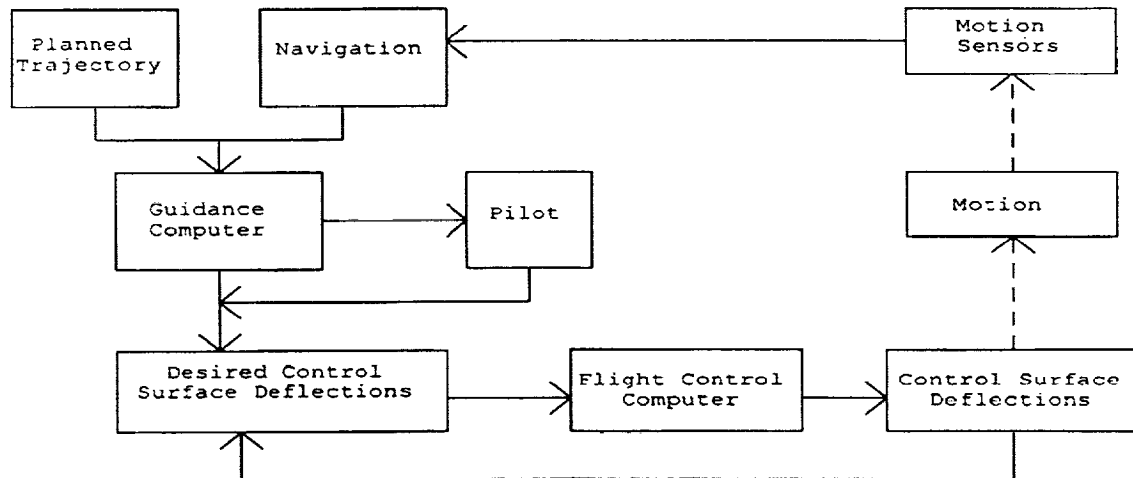 Planned
Trajectory
Navigation
Motion
Sensors
Guidance
Computer
Pilot
Motion
Desired Control
Surface Deflections
Flight Control
Computer
Control Surface
Deflections